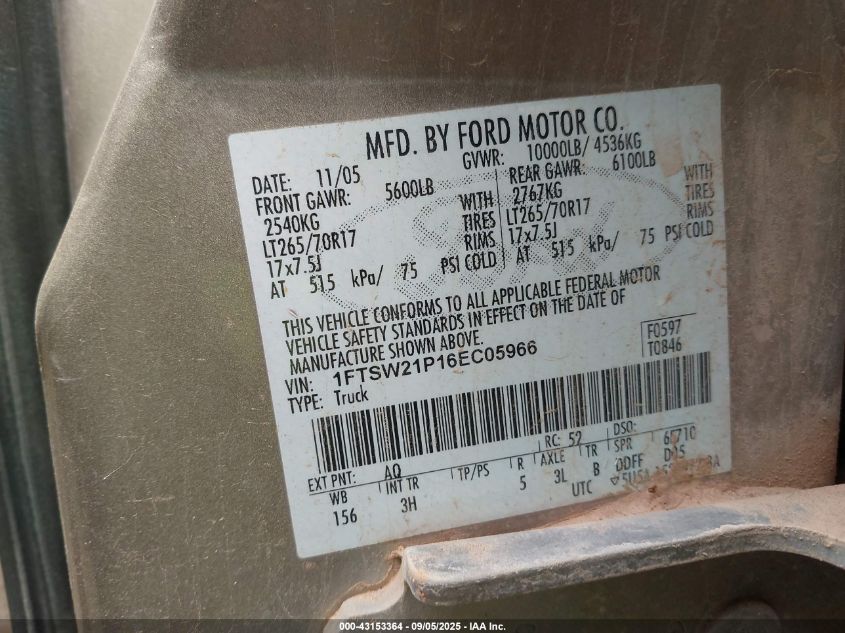 MFD. BY FORD MOTOR CO.
DATE: 11/05 GVWR: 10000LB/ 4536KG
FRONT GAWR: 5600LB REAR GAWR: 6100LB
2540KG WITH 2767KG WITH
LT265/70R17 TIRES LT265/70R17 TIRES
17x7.5J RIMS 17x7.5J RIMS
AT 515 kPa/ 75 PSI COLD AT 515 kPa/ 75 PSI COLD
THIS VEHICLE CONFORMS TO ALL APPLICABLE FEDERAL MOTOR
VEHICLE SAFETY STANDARDS IN EFFECT ON THE DATE OF
MANUFACTURE SHOWN ABOVE.
VIN: 1FTSW21P16EC05966 F0597
TYPE: Truck T0846
EXT PNT: AQ RC: 52 DSO:
WB INT TR TP/PS R AXLE TR SPR
156 3H 5 3L B DDFF
UTC
000-43153364 - 09/05/2025 - IAA Inc.